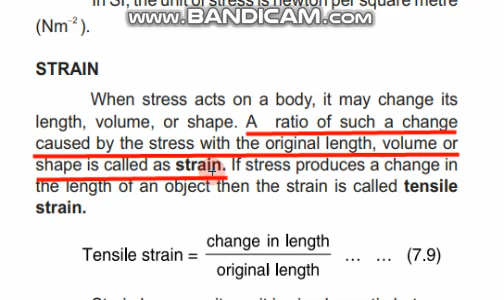 In SI, the unit of stress is newton per square metre
www.BANDICAM.com
(Nm⁻²).
STRAIN
When stress acts on a body, it may change its
length, volume, or shape. A ratio of such a change
caused by the stress with the original length, volume or
shape is called as strain. If stress produces a change in
the length of an object then the strain is called tensile
strain.
Tensile strain = change in length / original length ... ... (7.9)